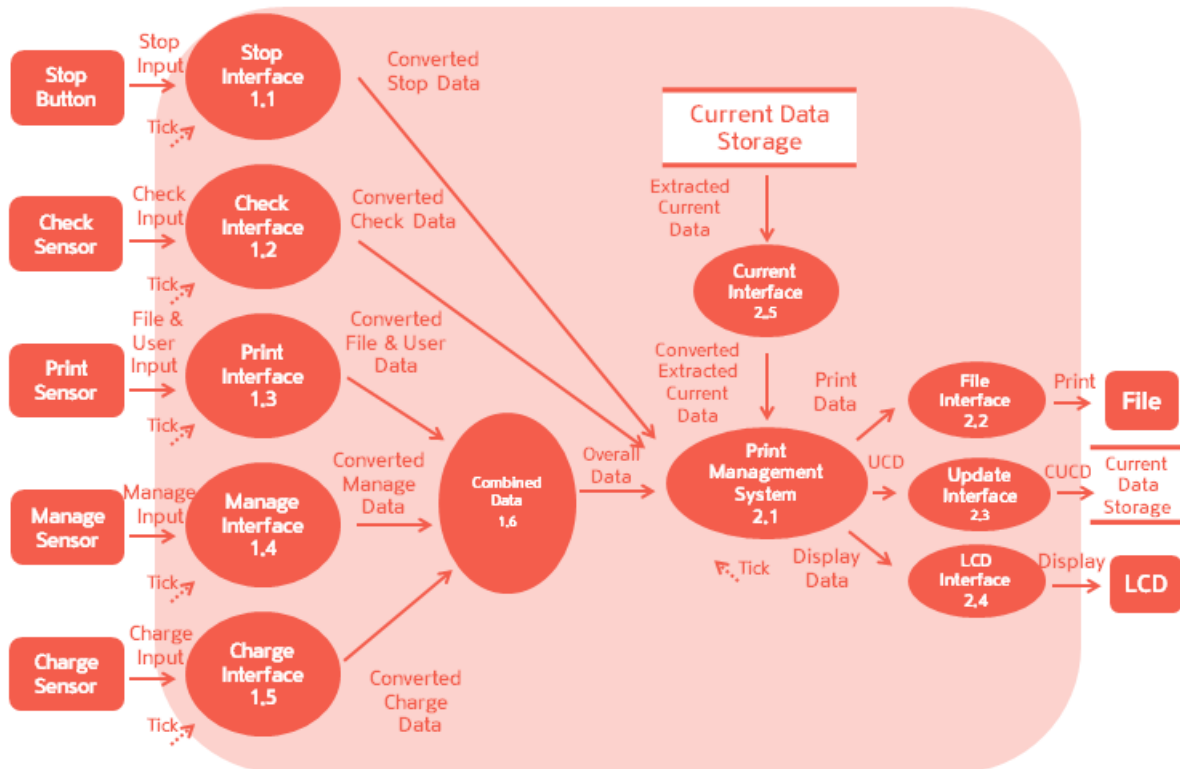 Stop
Button
Stop
Input
Stop
Interface
1.1
Tick
Converted
Stop Data
Check
Sensor
Check
Input
Check
Interface
1.2
Tick
Converted
Check Data
Print
Sensor
File &
User Input
Print
Interface
1.3
Tick
Converted
File & User
Data
Manage
Sensor
Manage
Input
Manage
Interface
1.4
Tick
Converted
Manage
Data
Charge
Sensor
Charge
Input
Charge
Interface
1.5
Tick
Converted
Charge
Data
Combined
Data
1.6
Overall
Data
Current Data
Storage
Extracted
Current
Data
Current
Interface
2.5
Converted
Extracted
Current
Data
Print
Management
System
2.1
Tick
Print
Data
File
Interface
2.2
Print
File
UCD
Update
Interface
2.3
CUCD
Current
Data
Storage
Display
Data
LCD
Interface
2.4
Display
LCD